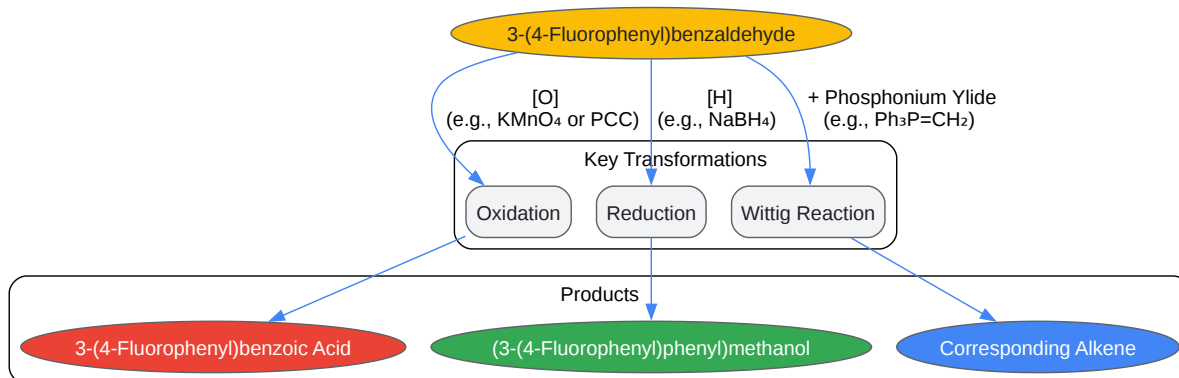 3-(4-Fluorophenyl)benzaldehyde
[O]
(e.g., KMnO₄ or PCC)
[H]
(e.g., NaBH₄)
+ Phosphonium Ylide
(e.g., Ph₃P=CH₂)
Key Transformations
Oxidation
Reduction
Wittig Reaction
Products
3-(4-Fluorophenyl)benzoic Acid
(3-(4-Fluorophenyl)phenyl)methanol
Corresponding Alkene